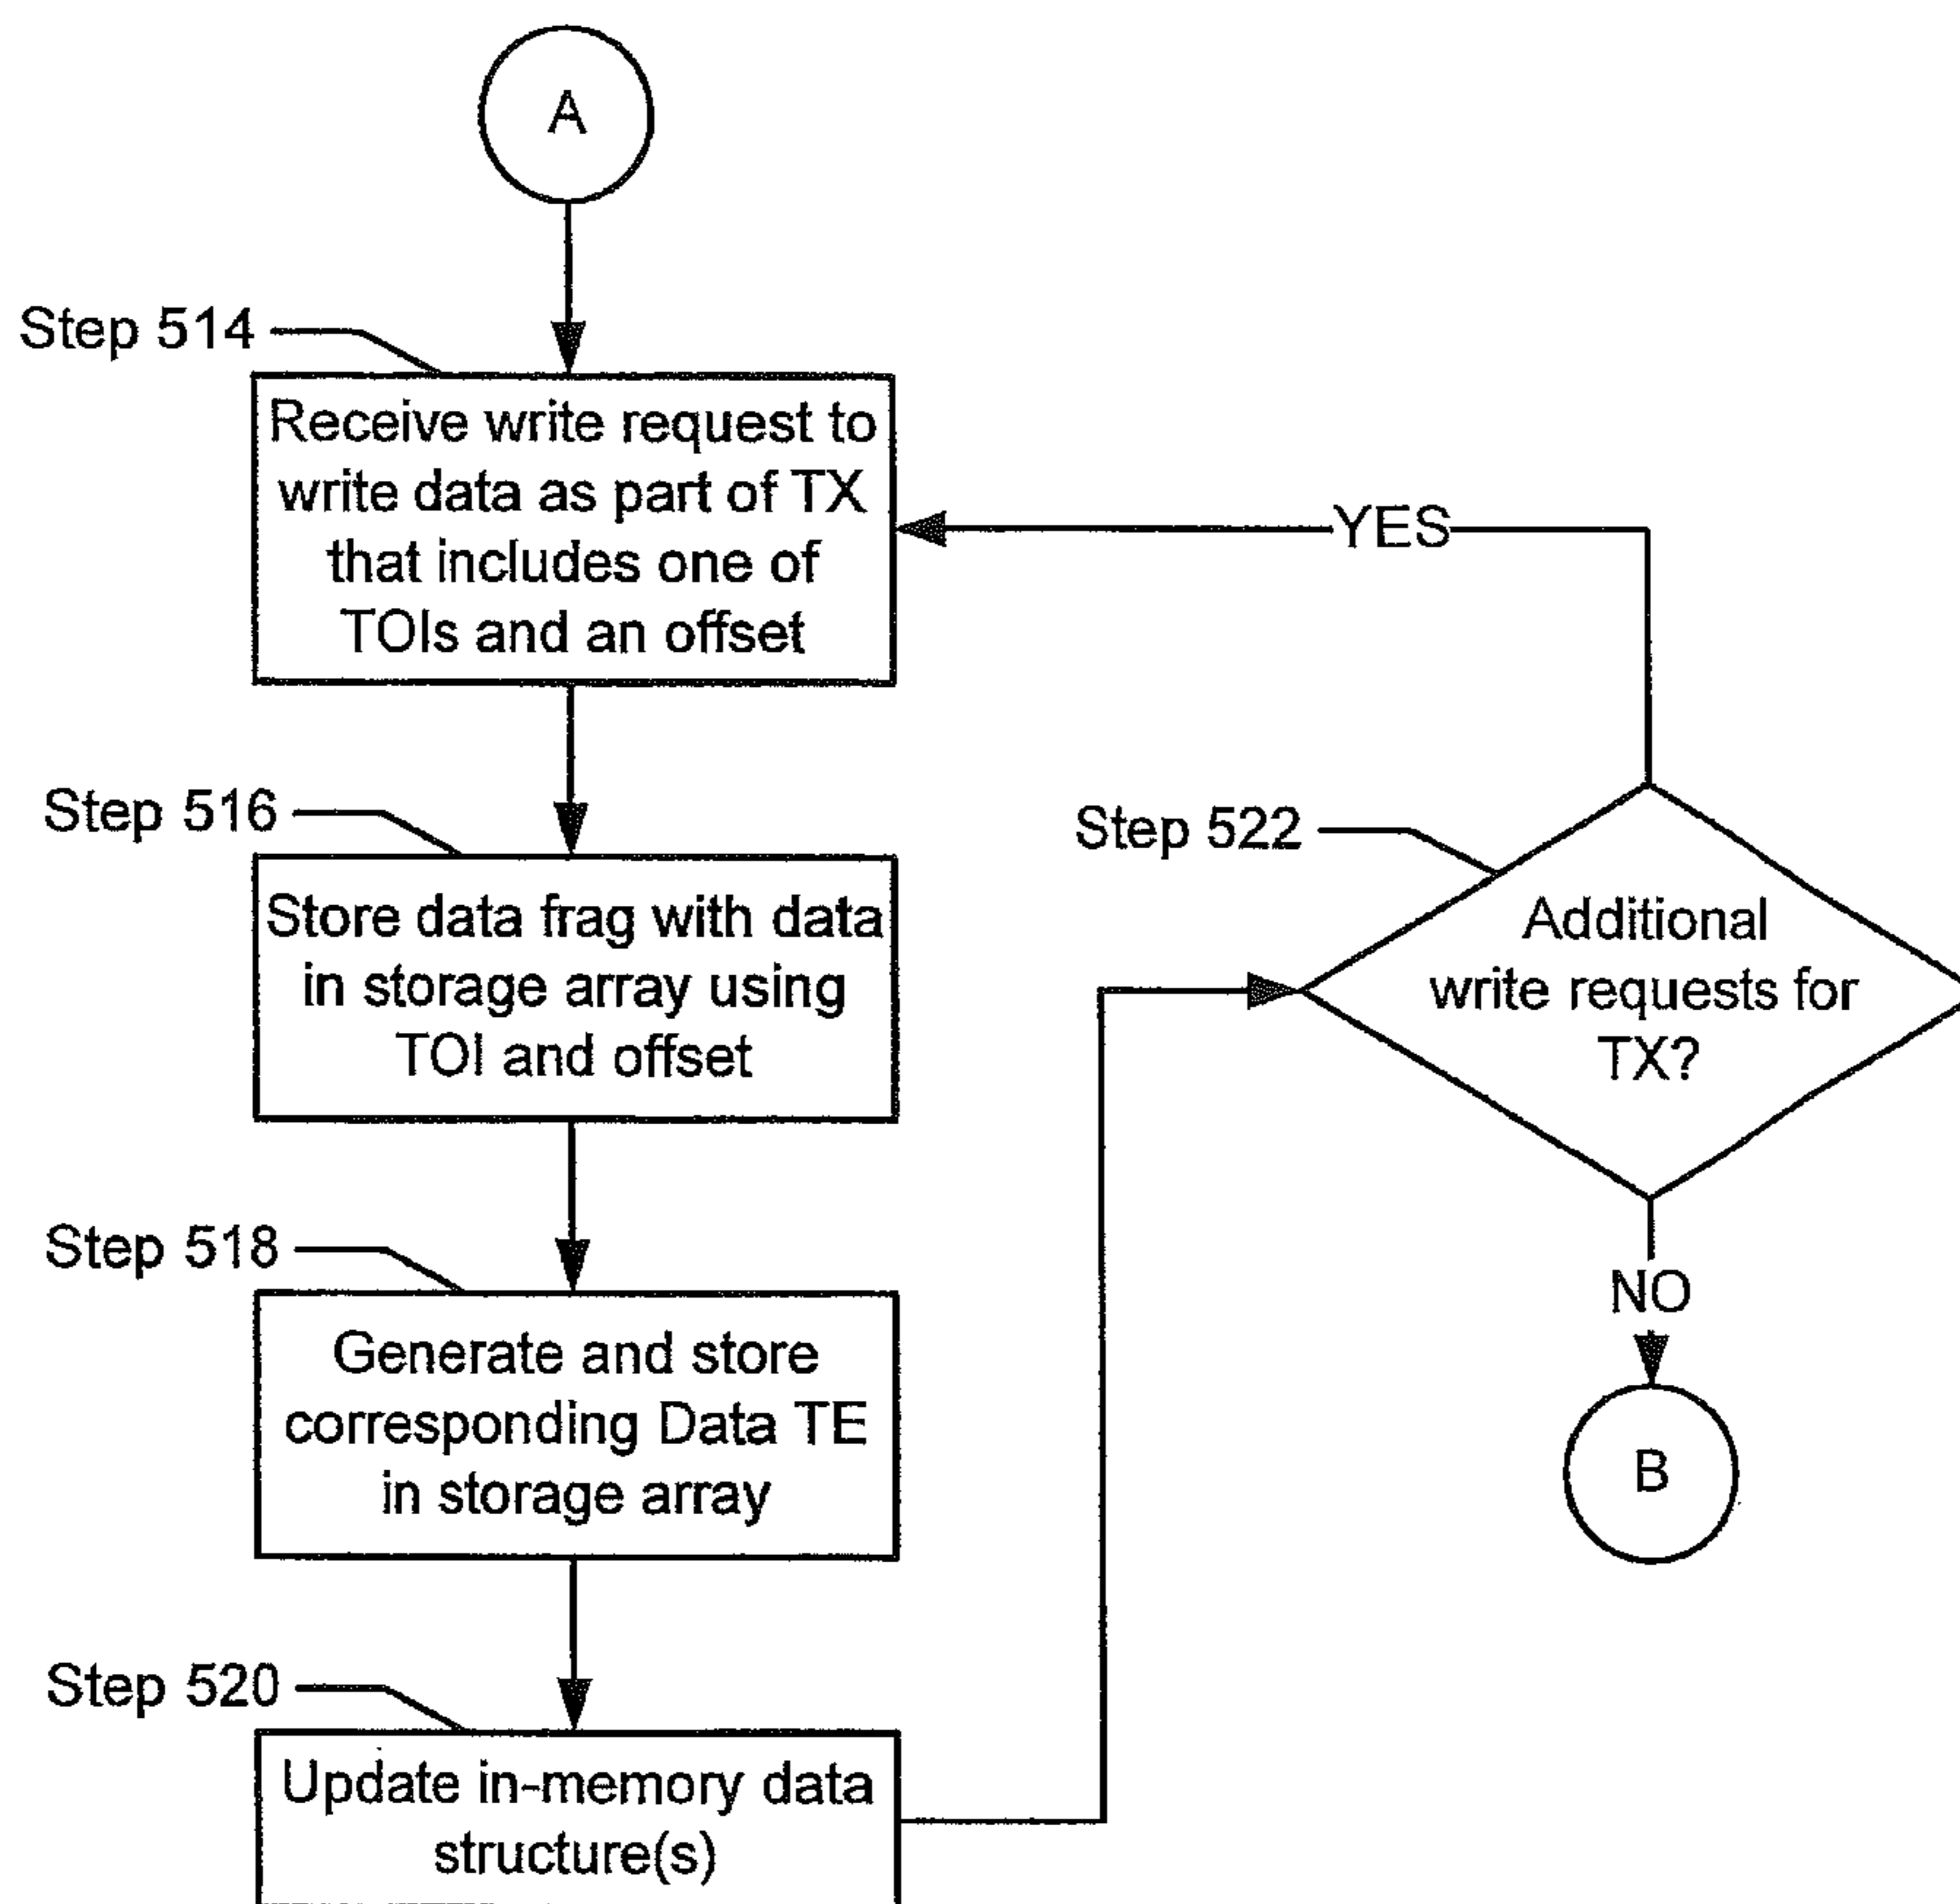 A
Step 514
Receive write request to
write data as part of TX
that includes one of
TOIs and an offset
YES
Step 516
Store data frag with data
in storage array using
TOI and offset
Step 522
Additional
write requests for
TX?
Step 518
Generate and store
corresponding Data TE
in storage array
NO
B
Step 520
Update in-memory data
structure(s)